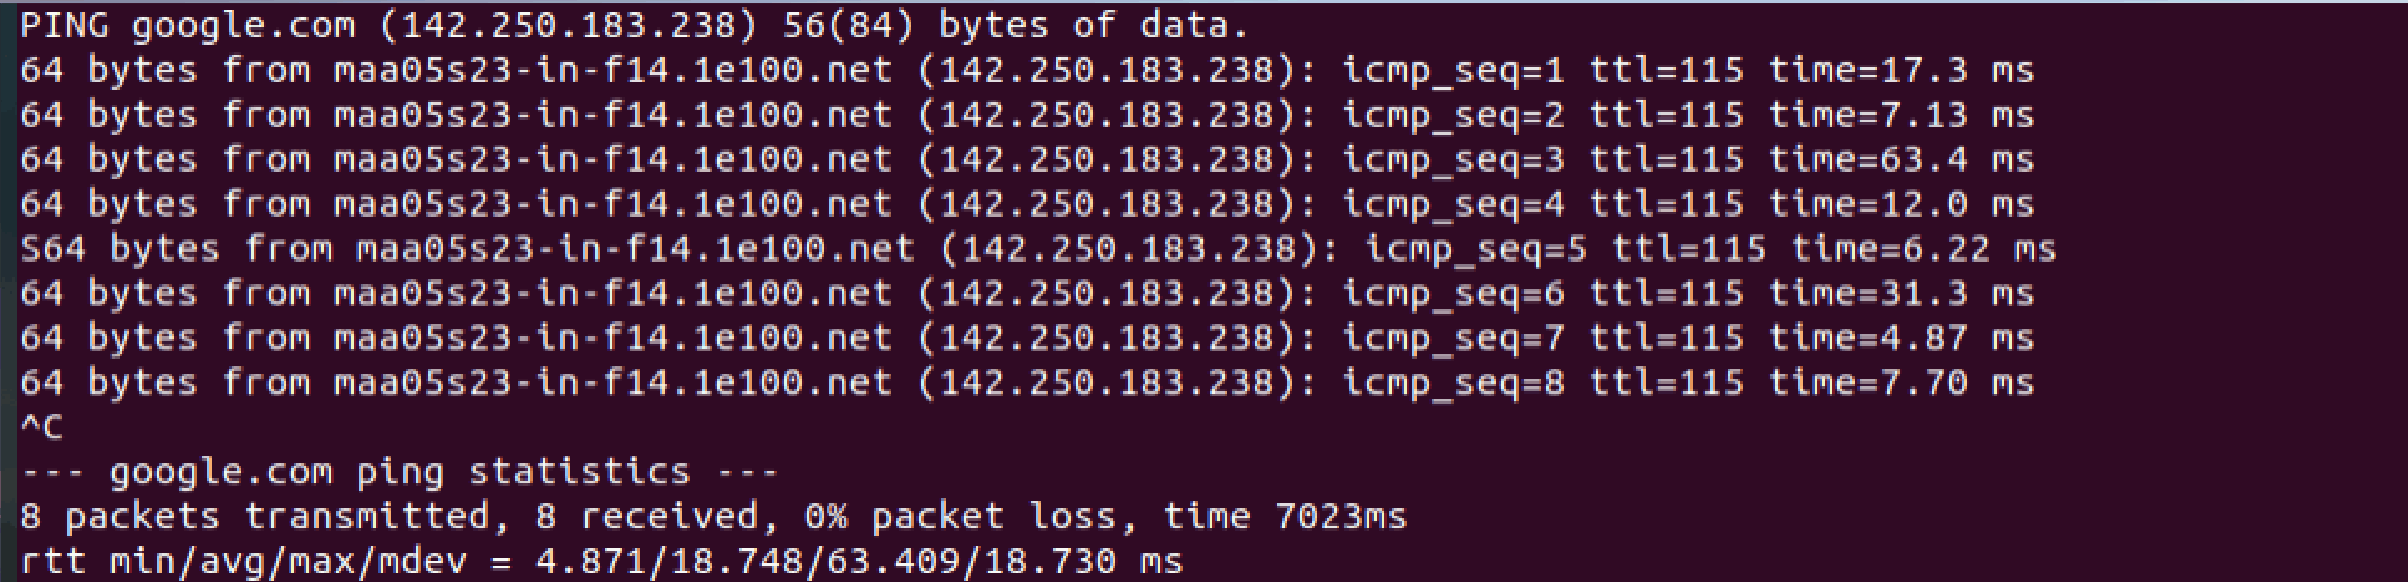 PING google.com (142.250.183.238) 56(84) bytes of data.
64 bytes from maa05s23-in-f14.1e100.net (142.250.183.238): icmp_seq=1 ttl=115 time=17.3 ms
64 bytes from maa05s23-in-f14.1e100.net (142.250.183.238): icmp_seq=2 ttl=115 time=7.13 ms
64 bytes from maa05s23-in-f14.1e100.net (142.250.183.238): icmp_seq=3 ttl=115 time=63.4 ms
64 bytes from maa05s23-in-f14.1e100.net (142.250.183.238): icmp_seq=4 ttl=115 time=12.0 ms
S64 bytes from maa05s23-in-f14.1e100.net (142.250.183.238): icmp_seq=5 ttl=115 time=6.22 ms
64 bytes from maa05s23-in-f14.1e100.net (142.250.183.238): icmp_seq=6 ttl=115 time=31.3 ms
64 bytes from maa05s23-in-f14.1e100.net (142.250.183.238): icmp_seq=7 ttl=115 time=4.87 ms
64 bytes from maa05s23-in-f14.1e100.net (142.250.183.238): icmp_seq=8 ttl=115 time=7.70 ms
^C
--- google.com ping statistics ---
8 packets transmitted, 8 received, 0% packet loss, time 7023ms
rtt min/avg/max/mdev = 4.871/18.748/63.409/18.730 ms